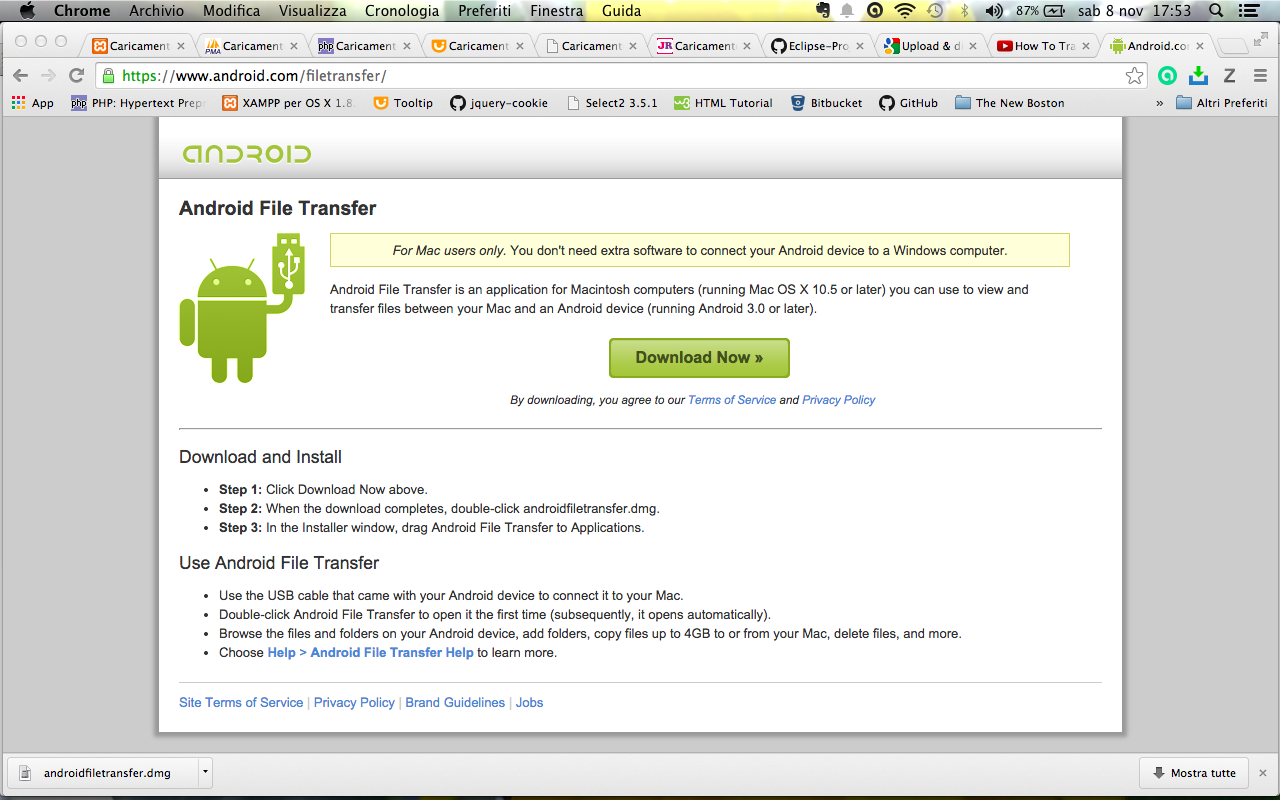 Chrome Archivio Modifica Visualizza Cronologia Preferiti Finestra Guida 87% sab 8 nov 17:53
Caricament Caricament Caricament Caricament Caricament Caricament Eclipse-Pro Upload & d How To Tra Android.co
https://www.android.com/filetransfer/
App PHP: Hypertext Prep XAMPP per OS X 1.8. Tooltip jquery-cookie Select2 3.5.1 HTML Tutorial Bitbucket GitHub The New Boston » Altri Preferiti
ANDROID
Android File Transfer
For Mac users only. You don't need extra software to connect your Android device to a Windows computer.
Android File Transfer is an application for Macintosh computers (running Mac OS X 10.5 or later) you can use to view and
transfer files between your Mac and an Android device (running Android 3.0 or later).
Download Now »
By downloading, you agree to our Terms of Service and Privacy Policy
Download and Install
• Step 1: Click Download Now above.
• Step 2: When the download completes, double-click androidfiletransfer.dmg.
• Step 3: In the Installer window, drag Android File Transfer to Applications.
Use Android File Transfer
• Use the USB cable that came with your Android device to connect it to your Mac.
• Double-click Android File Transfer to open it the first time (subsequently, it opens automatically).
• Browse the files and folders on your Android device, add folders, copy files up to 4GB to or from your Mac, delete files, and more.
• Choose Help > Android File Transfer Help to learn more.
Site Terms of Service | Privacy Policy | Brand Guidelines | Jobs
androidfiletransfer.dmg Mostra tutte